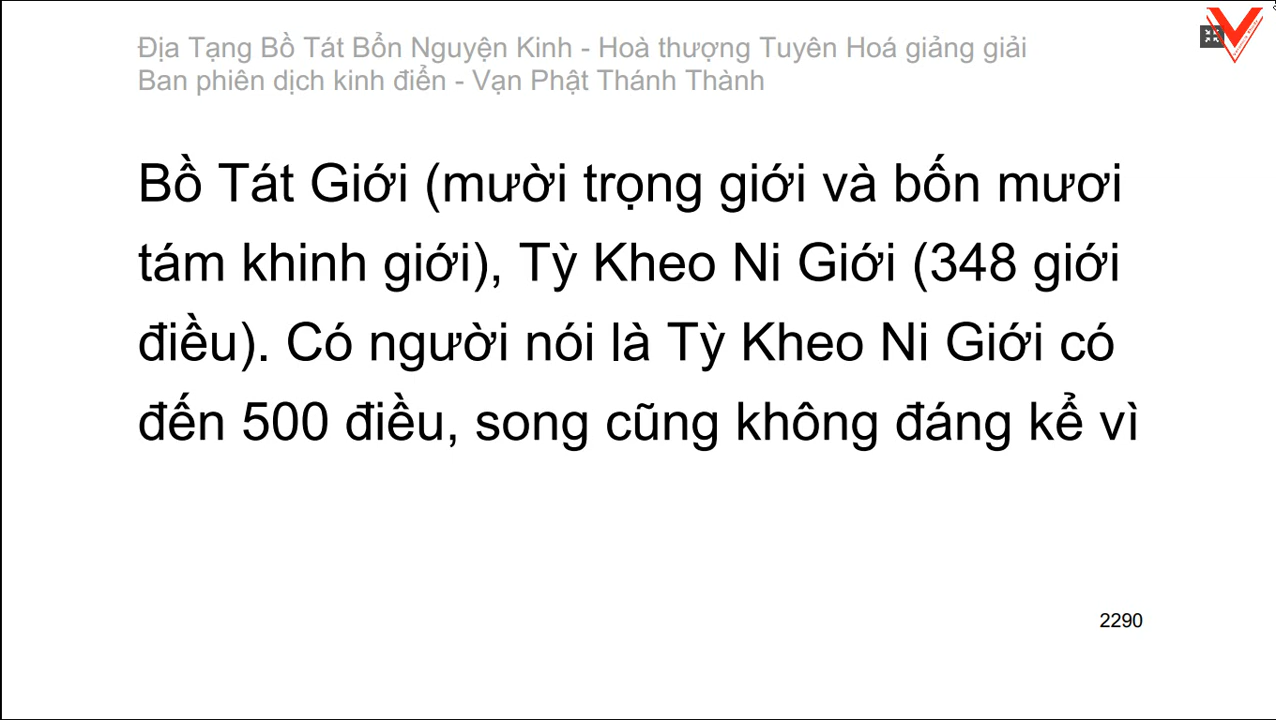 Địa Tạng Bồ Tát Bổn Nguyện Kinh - Hoà thượng Tuyên Hoá giảng giải
Ban phiên dịch kinh điển - Vạn Phật Thánh Thành
Bồ Tát Giới (mười trọng giới và bốn mươi
tám khinh giới), Tỳ Kheo Ni Giới (348 giới
điều). Có người nói là Tỳ Kheo Ni Giới có
đến 500 điều, song cũng không đáng kể vì
2290